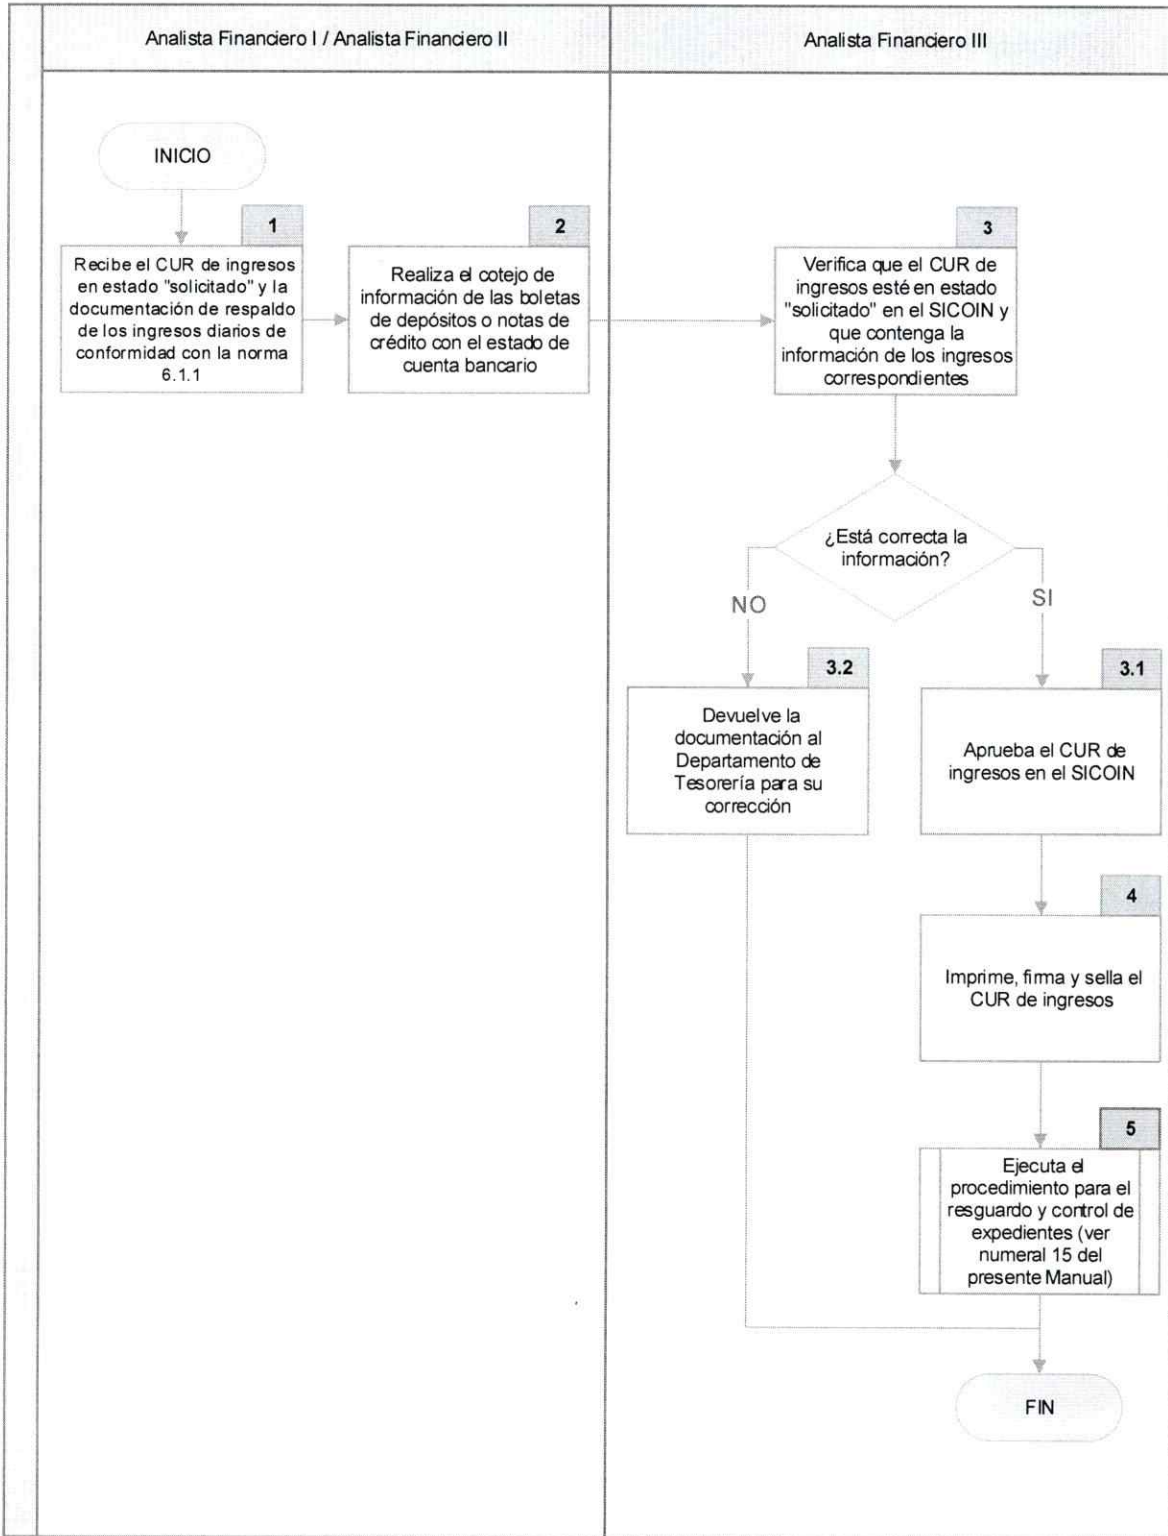 Analista Financiero I / Analista Financiero II
Analista Financiero III
INICIO
1
Recibe el CUR de ingresos
en estado "solicitado" y la
documentación de respaldo
de los ingresos diarios de
conformidad con la norma
6.1.1
2
Realiza el cotejo de
información de las boletas
de depósitos o notas de
crédito con el estado de
cuenta bancario
3
Verifica que el CUR de
ingresos esté en estado
"solicitado" en el SICOIN y
que contenga la
información de los ingresos
correspondientes
¿Está correcta la
información?
NO
SI
3.2
Devuelve la
documentación al
Departamento de
Tesorería para su
corrección
3.1
Aprueba el CUR de
ingresos en el SICOIN
4
Imprime, firma y sella el
CUR de ingresos
5
Ejecuta el
procedimiento para el
resguardo y control de
expedientes (ver
numeral 15 del
presente Manual)
FIN